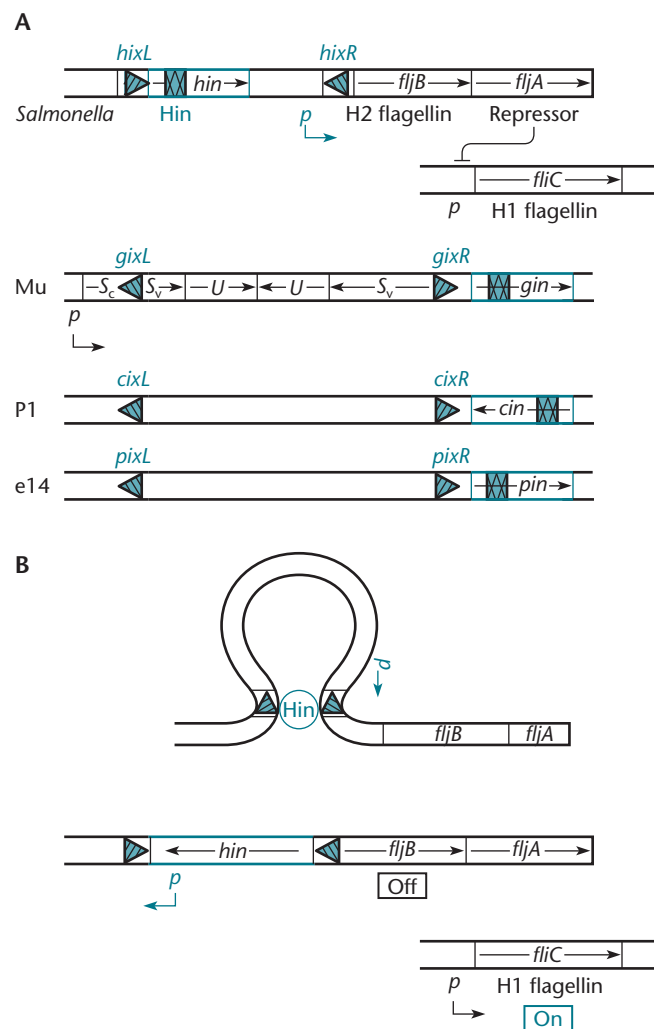 A
hixL hixR
hin fljB fljA
Salmonella Hin p H2 flagellin Repressor
fliC
p H1 flagellin
gixL gixR
Mu Sc Sv U U Sv gin
p
cixL cixR
P1 cin
pixL pixR
e14 pin
B
p
Hin
fljB fljA
hin fljB fljA
p Off
fliC
p H1 flagellin
On